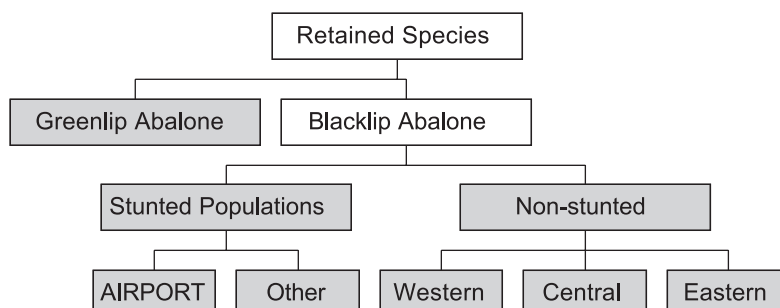 Retained Species
Greenlip Abalone
Blacklip Abalone
Stunted Populations
Non-stunted
AIRPORT
Other
Western
Central
Eastern